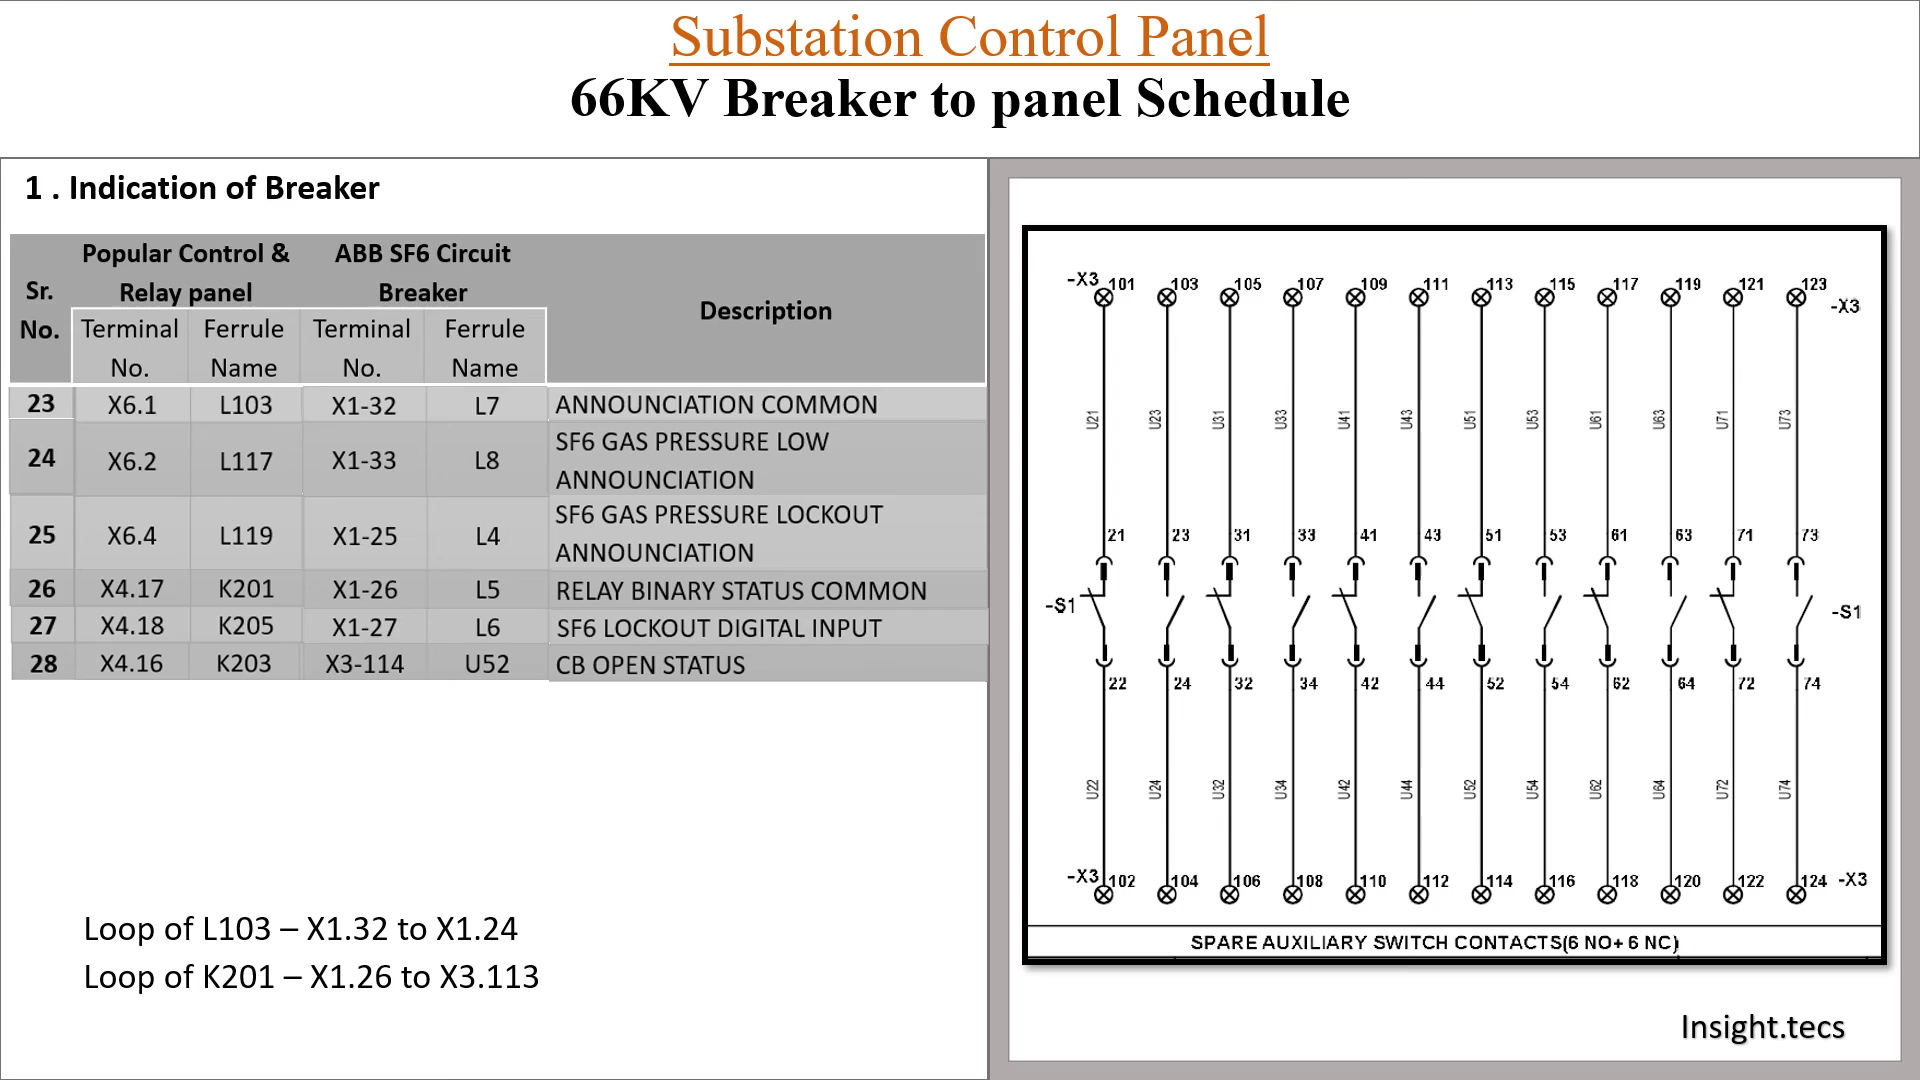 Substation Control Panel
66KV Breaker to panel Schedule
1 . Indication of Breaker
Sr. No.
Popular Control & Relay panel
ABB SF6 Circuit Breaker
Description
Terminal No.
Ferrule Name
Terminal No.
Ferrule Name
23 X6.1 L103 X1-32 L7 ANNOUNCIATION COMMON
24 X6.2 L117 X1-33 L8 SF6 GAS PRESSURE LOW ANNOUNCIATION
25 X6.4 L119 X1-25 L4 SF6 GAS PRESSURE LOCKOUT ANNOUNCIATION
26 X4.17 K201 X1-26 L5 RELAY BINARY STATUS COMMON
27 X4.18 K205 X1-27 L6 SF6 LOCKOUT DIGITAL INPUT
28 X4.16 K203 X3-114 U52 CB OPEN STATUS
Loop of L103 – X1.32 to X1.24
Loop of K201 – X1.26 to X3.113
-X3 101 103 105 107 109 111 113 115 117 119 121 123 -X3
U21 U23 U31 U33 U41 U43 U51 U53 U61 U63 U71 U73
21 23 31 33 41 43 51 53 61 63 71 73
-S1 -S1
22 24 32 34 42 44 52 54 62 64 72 74
U22 U24 U32 U34 U42 U44 U52 U54 U62 U64 U72 U74
-X3 102 104 106 108 110 112 114 116 118 120 122 124 -X3
SPARE AUXILIARY SWITCH CONTACTS(6 NO+ 6 NC)
Insight.tecs